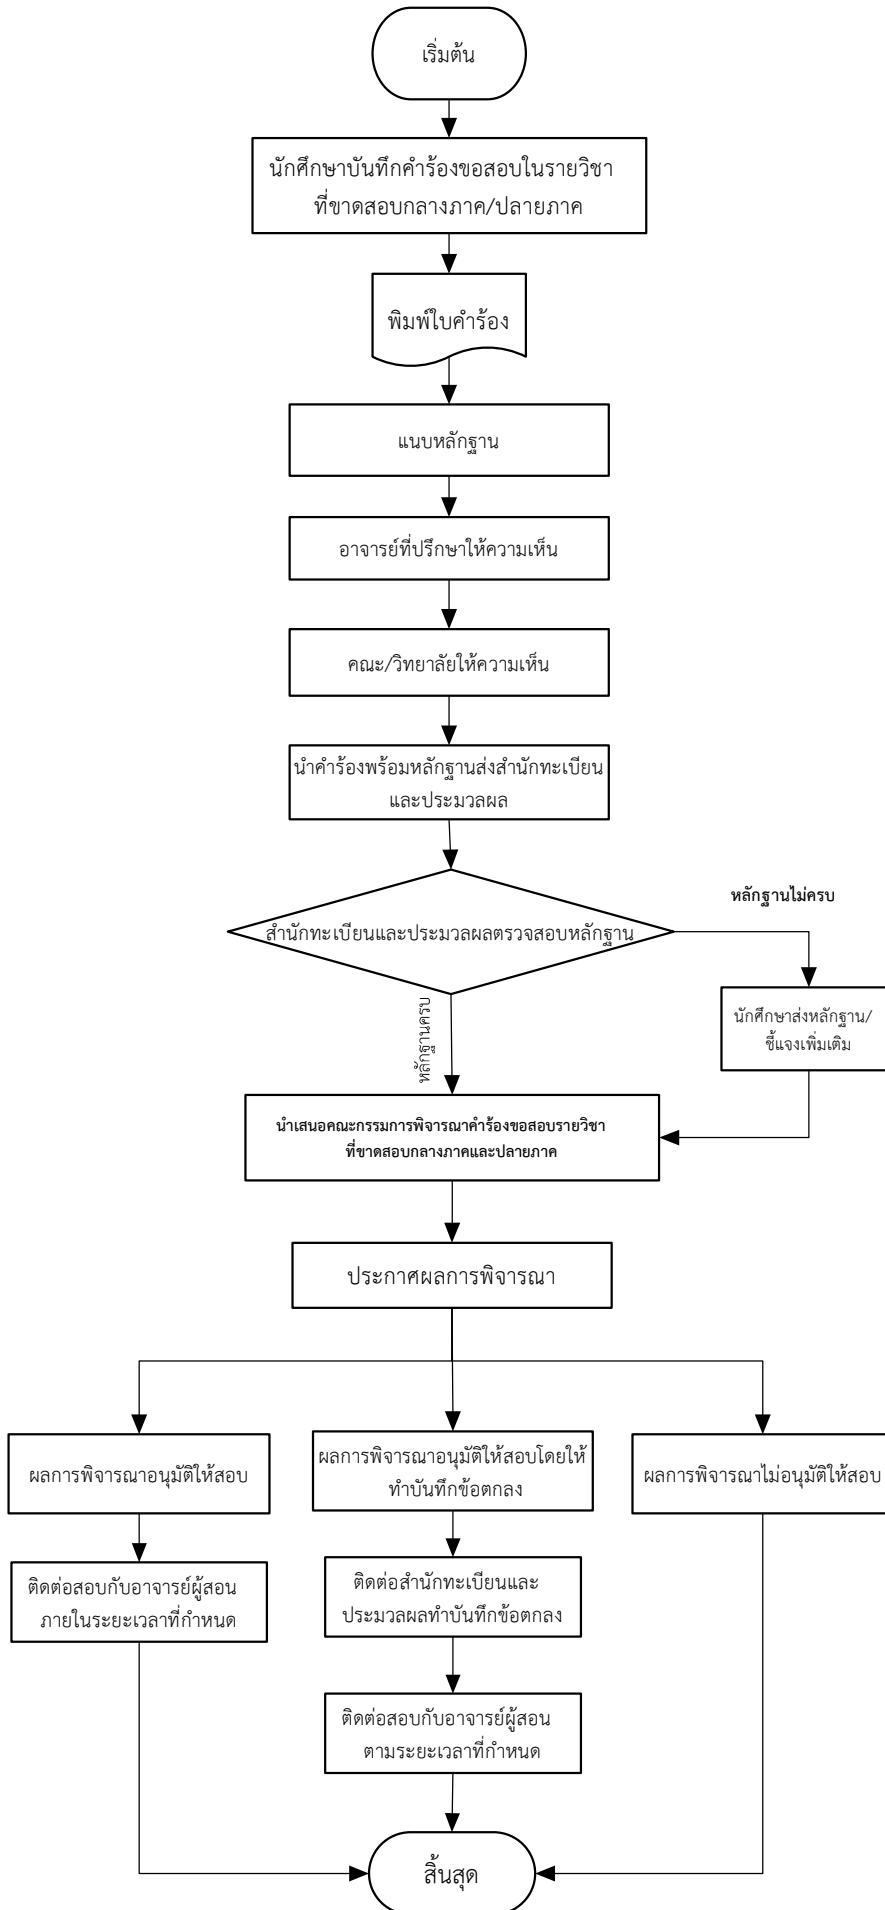 เริ่มต้น
นักศึกษาบันทึกคำร้องขอสอบในรายวิชา
ที่ขาดสอบกลางภาค/ปลายภาค
พิมพ์ใบคำร้อง
แนบหลักฐาน
อาจารย์ที่ปรึกษาให้ความเห็น
คณะ/วิทยาลัยให้ความเห็น
นำคำร้องพร้อมหลักฐานส่งสำนักทะเบียน
และประมวลผล
หลักฐานไม่ครบ
สำนักทะเบียนและประมวลผลตรวจสอบหลักฐาน
หลักฐานครบ
นักศึกษาส่งหลักฐาน/
ชี้แจงเพิ่มเติม
นำเสนอคณะกรรมการพิจารณาคำร้องขอสอบรายวิชา
ที่ขาดสอบกลางภาคและปลายภาค
ประกาศผลการพิจารณา
ผลการพิจารณาอนุมัติให้สอบ
ผลการพิจารณาอนุมัติให้สอบโดยให้
ทำบันทึกข้อตกลง
ผลการพิจารณาไม่อนุมัติให้สอบ
ติดต่อสอบกับอาจารย์ผู้สอน
ภายในระยะเวลาที่กำหนด
ติดต่อสำนักทะเบียนและ
ประมวลผลทำบันทึกข้อตกลง
ติดต่อสอบกับอาจารย์ผู้สอน
ตามระยะเวลาที่กำหนด
สิ้นสุด